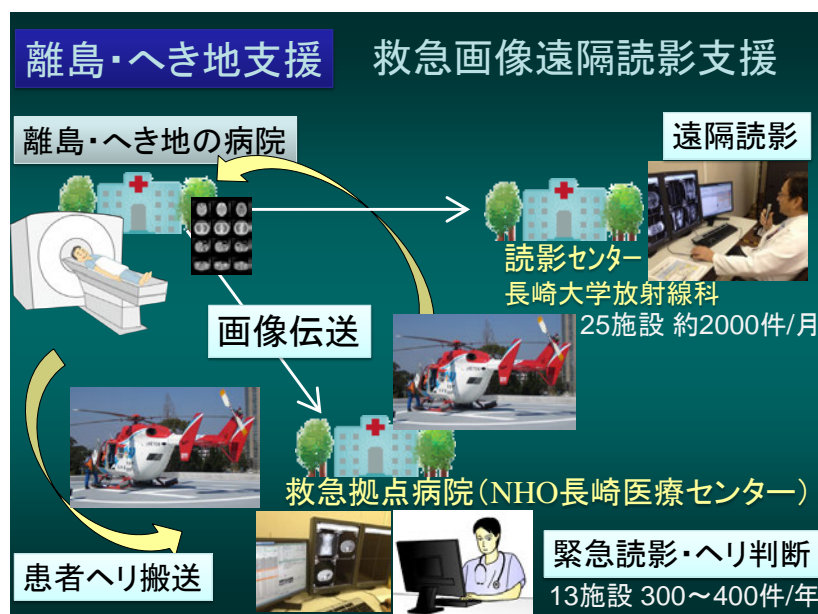 離島・へき地支援
救急画像遠隔読影支援
離島・へき地の病院
遠隔読影
読影センター
長崎大学放射線科
25施設 約2000件/月
画像伝送
救急拠点病院（NHO長崎医療センター）
患者ヘリ搬送
緊急読影・ヘリ判断
13施設 300～400件/年